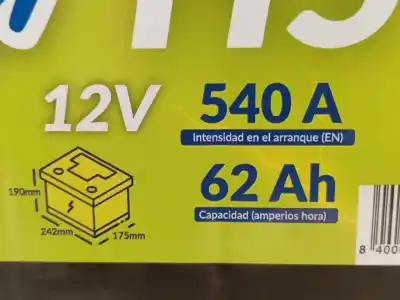 12V
540 A
Intensidad en el arranque (EN)
62 Ah
Capacidad (amperios hora)
190mm
242mm
175mm